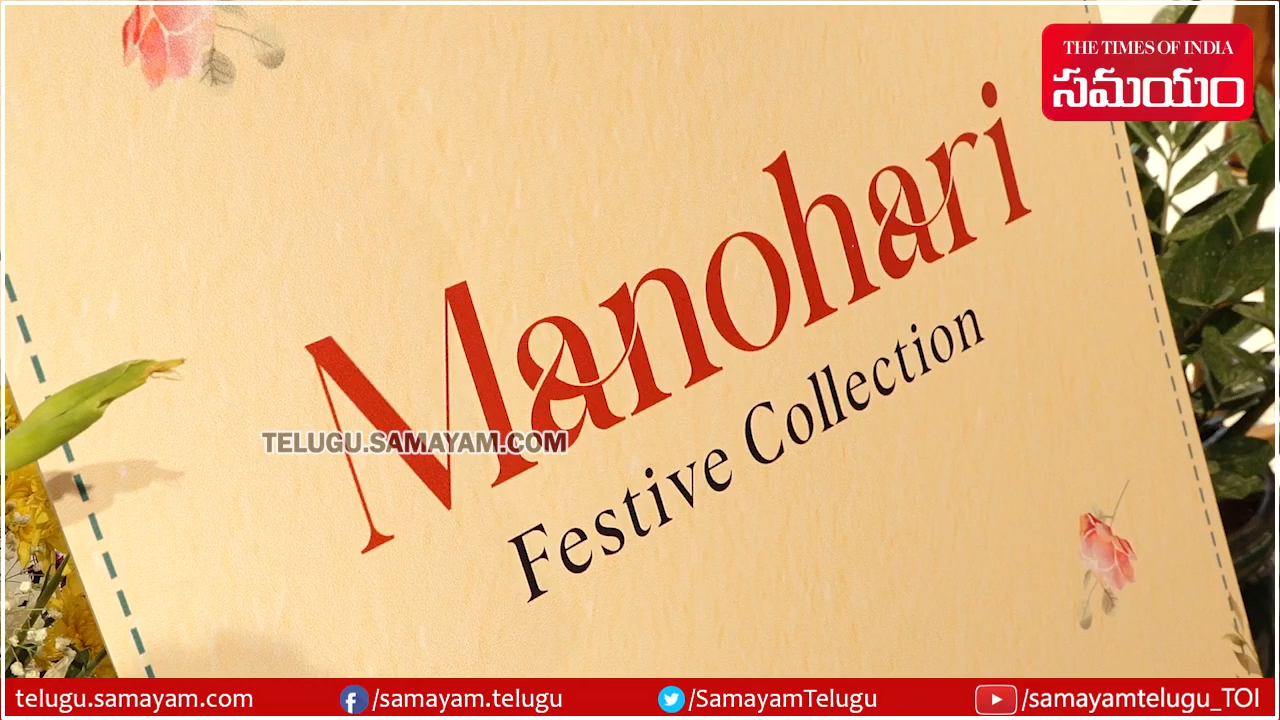 THE TIMES OF INDIA
సమయం
Manohari
Festive Collection
TELUGU.SAMAYAM.COM
telugu.samayam.com
/samayam.telugu
/SamayamTelugu
/samayamtelugu_TOI